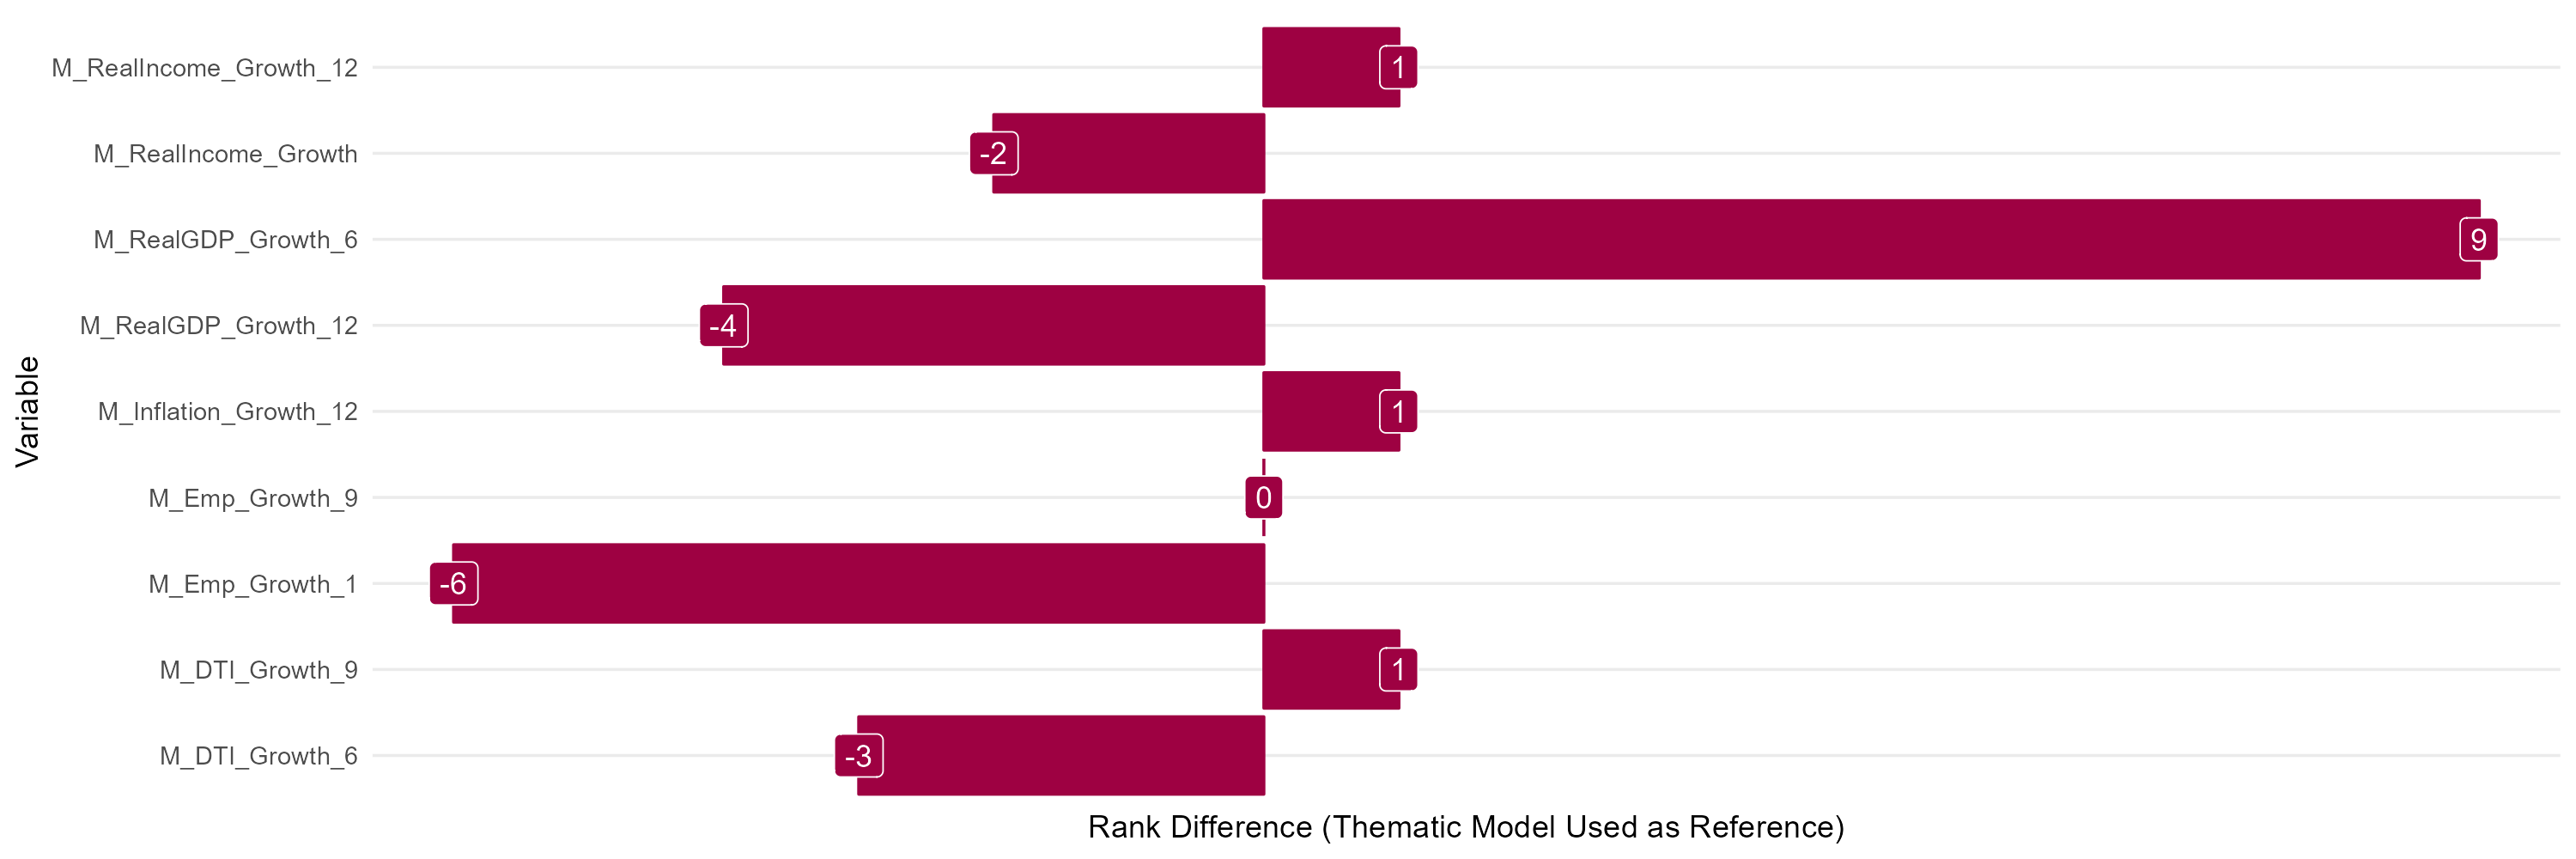 M_RealIncome_Growth_12
1
M_RealIncome_Growth
-2
M_RealGDP_Growth_6
9
M_RealGDP_Growth_12
-4
M_Inflation_Growth_12
1
M_Emp_Growth_9
0
M_Emp_Growth_1
-6
M_DTI_Growth_9
1
M_DTI_Growth_6
-3
Variable
Rank Difference (Thematic Model Used as Reference)